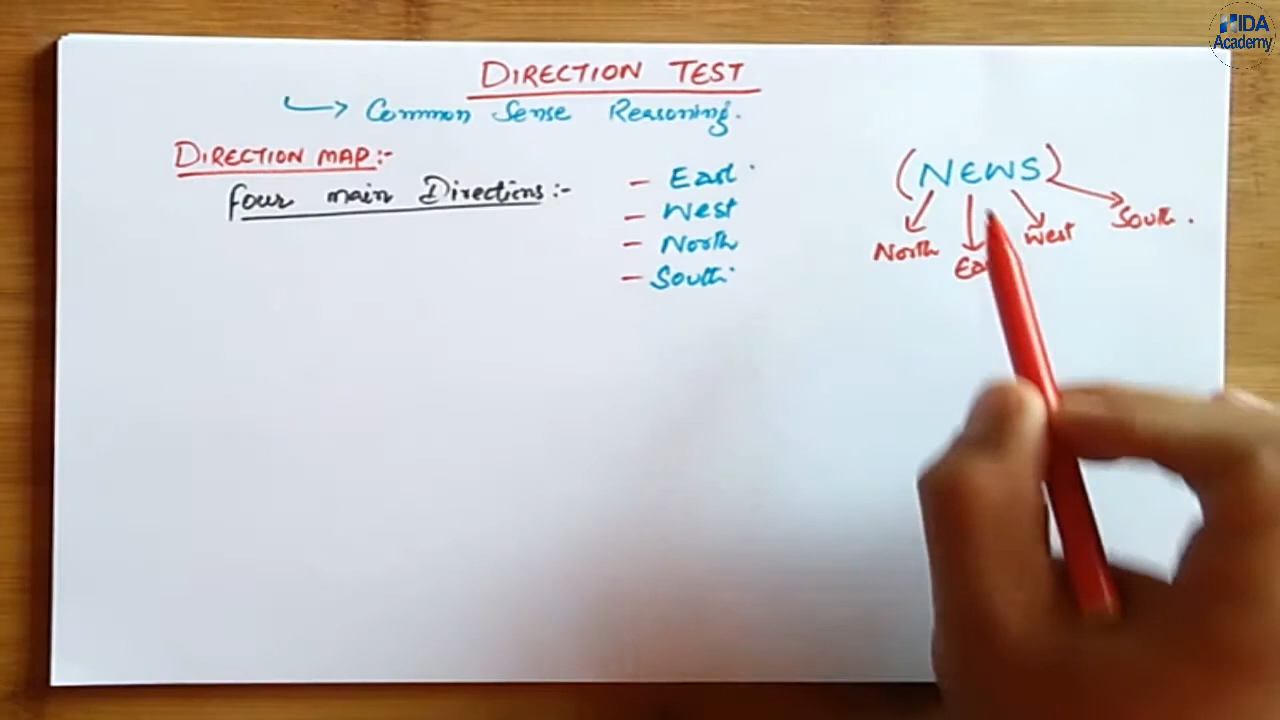 HIDA
Academy
DIRECTION TEST
Common Sense Reasoning.
DIRECTION MAP:-
four main Directions:-
- East
- West
- North
- South
(NEWS)
North
West
South.